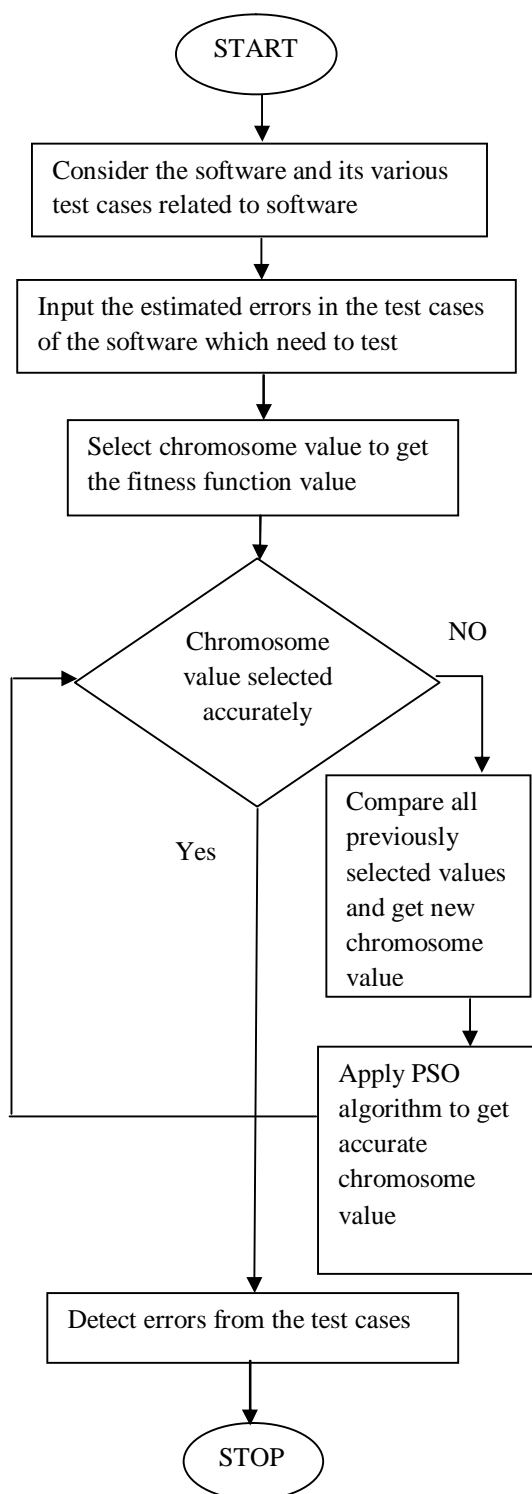 START
Consider the software and its various
test cases related to software
Input the estimated errors in the test cases
of the software which need to test
Select chromosome value to get
the fitness function value
Chromosome
value selected
accurately
NO
Yes
Compare all
previously
selected values
and get new
chromosome
value
Apply PSO
algorithm to get
accurate
chromosome
value
Detect errors from the test cases
STOP